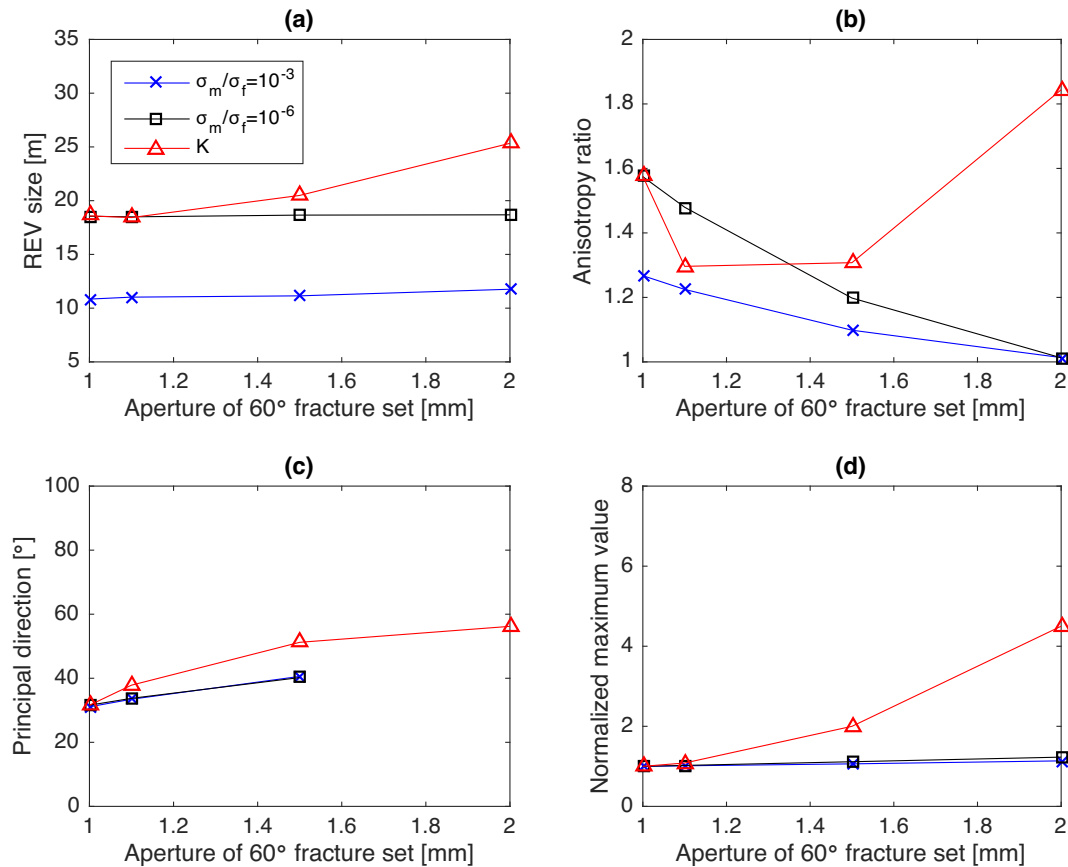 (a)
35
30
25
20
15
10
5
REV size [m]
σm/σf=10-3
σm/σf=10-6
K
1 1.2 1.4 1.6 1.8 2
Aperture of 60° fracture set [mm]
(b)
2
1.8
1.6
1.4
1.2
1
Anisotropy ratio
1 1.2 1.4 1.6 1.8 2
Aperture of 60° fracture set [mm]
(c)
100
80
60
40
20
0
Principal direction [°]
1 1.2 1.4 1.6 1.8 2
Aperture of 60° fracture set [mm]
(d)
8
6
4
2
0
Normalized maximum value
1 1.2 1.4 1.6 1.8 2
Aperture of 60° fracture set [mm]